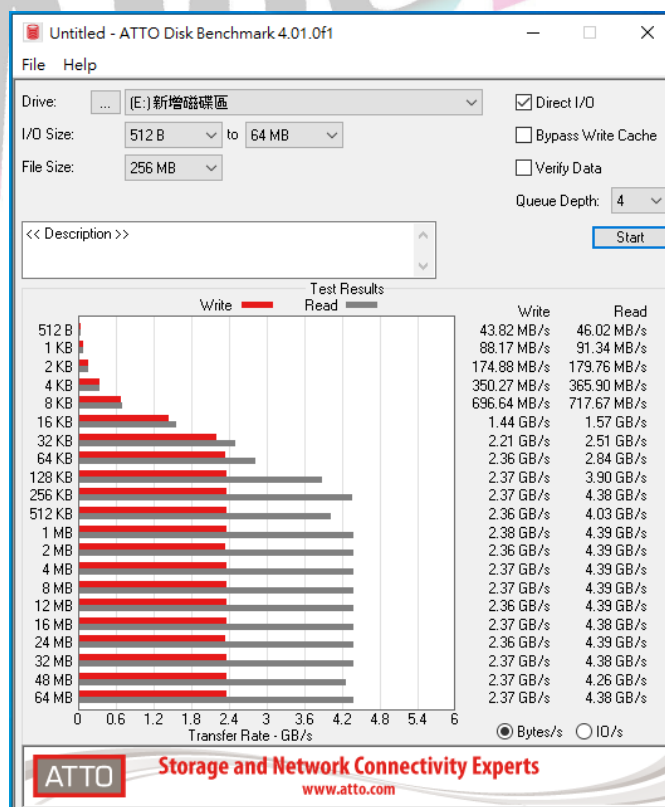 Untitled - ATTO Disk Benchmark 4.01.0f1
File Help
Drive: ... (E:)新增磁碟區 Direct I/O
I/O Size: 512 B to 64 MB Bypass Write Cache
File Size: 256 MB Verify Data
Queue Depth: 4
<< Description >> Start
Test Results
Write Read Write Read
512 B 43.82 MB/s 46.02 MB/s
1 KB 88.17 MB/s 91.34 MB/s
2 KB 174.88 MB/s 179.76 MB/s
4 KB 350.27 MB/s 365.90 MB/s
8 KB 696.64 MB/s 717.67 MB/s
16 KB 1.44 GB/s 1.57 GB/s
32 KB 2.21 GB/s 2.51 GB/s
64 KB 2.36 GB/s 2.84 GB/s
128 KB 2.37 GB/s 3.90 GB/s
256 KB 2.37 GB/s 4.38 GB/s
512 KB 2.36 GB/s 4.03 GB/s
1 MB 2.38 GB/s 4.39 GB/s
2 MB 2.36 GB/s 4.39 GB/s
4 MB 2.37 GB/s 4.39 GB/s
8 MB 2.37 GB/s 4.39 GB/s
12 MB 2.36 GB/s 4.39 GB/s
16 MB 2.37 GB/s 4.38 GB/s
24 MB 2.36 GB/s 4.39 GB/s
32 MB 2.37 GB/s 4.38 GB/s
48 MB 2.37 GB/s 4.26 GB/s
64 MB 2.37 GB/s 4.38 GB/s
0 0.6 1.2 1.8 2.4 3 3.6 4.2 4.8 5.4 6
Transfer Rate - GB/s Bytes/s IO/s
ATTO Storage and Network Connectivity Experts
www.atto.com